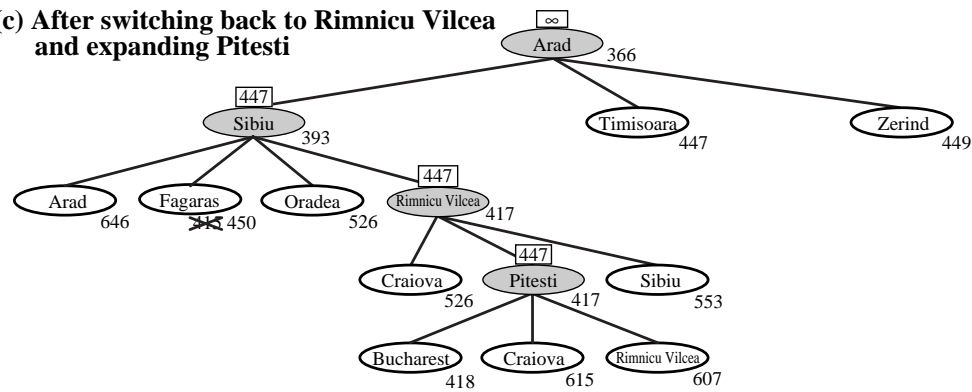 (c) After switching back to Rimnicu Vilcea
and expanding Pitesti
∞
Arad
366
447
Sibiu
393
Timisoara
447
Zerind
449
Arad
646
Fagaras
415 450
Oradea
526
447
Rimnicu Vilcea
417
Craiova
526
447
Pitesti
417
Sibiu
553
Bucharest
418
Craiova
615
Rimnicu Vilcea
607